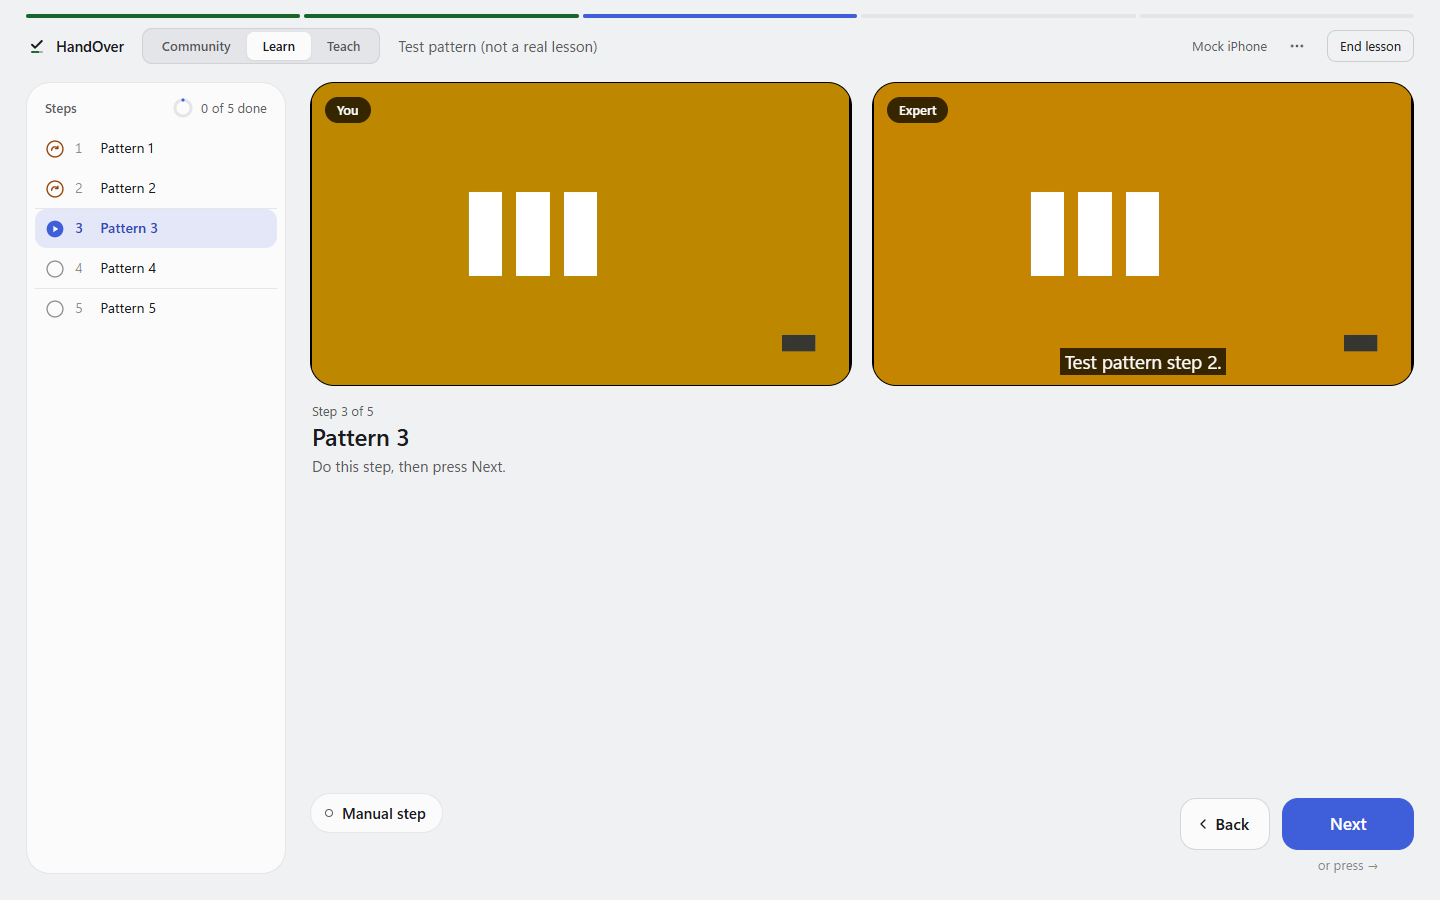 HandOver
Community
Learn
Teach
Test pattern (not a real lesson)
Mock iPhone
End lesson
Steps
0 of 5 done
1 Pattern 1
2 Pattern 2
3 Pattern 3
4 Pattern 4
5 Pattern 5
You
Expert
Test pattern step 2.
Step 3 of 5
Pattern 3
Do this step, then press Next.
Manual step
Back
Next
or press →